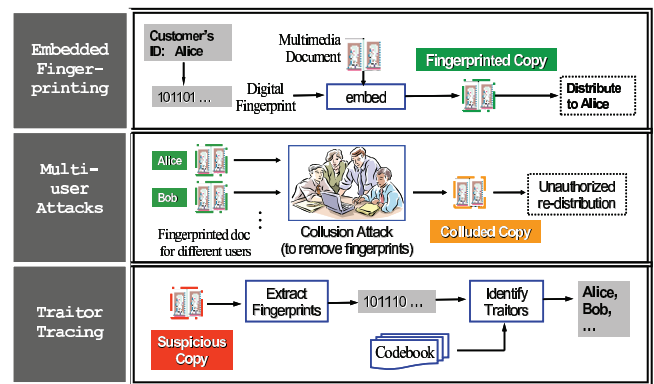 Embedded
Finger-
printing
Customer's
ID: Alice
101101 ...
Digital
Fingerprint
Multimedia
Document
embed
Fingerprinted Copy
Distribute
to Alice
Multi-
user
Attacks
Alice
Bob
Fingerprinted doc
for different users
Collusion Attack
(to remove fingerprints)
Colluded Copy
Unauthorized
re-distribution
Traitor
Tracing
Suspicious
Copy
Extract
Fingerprints
101110 ...
Codebook
Identify
Traitors
Alice,
Bob,
...